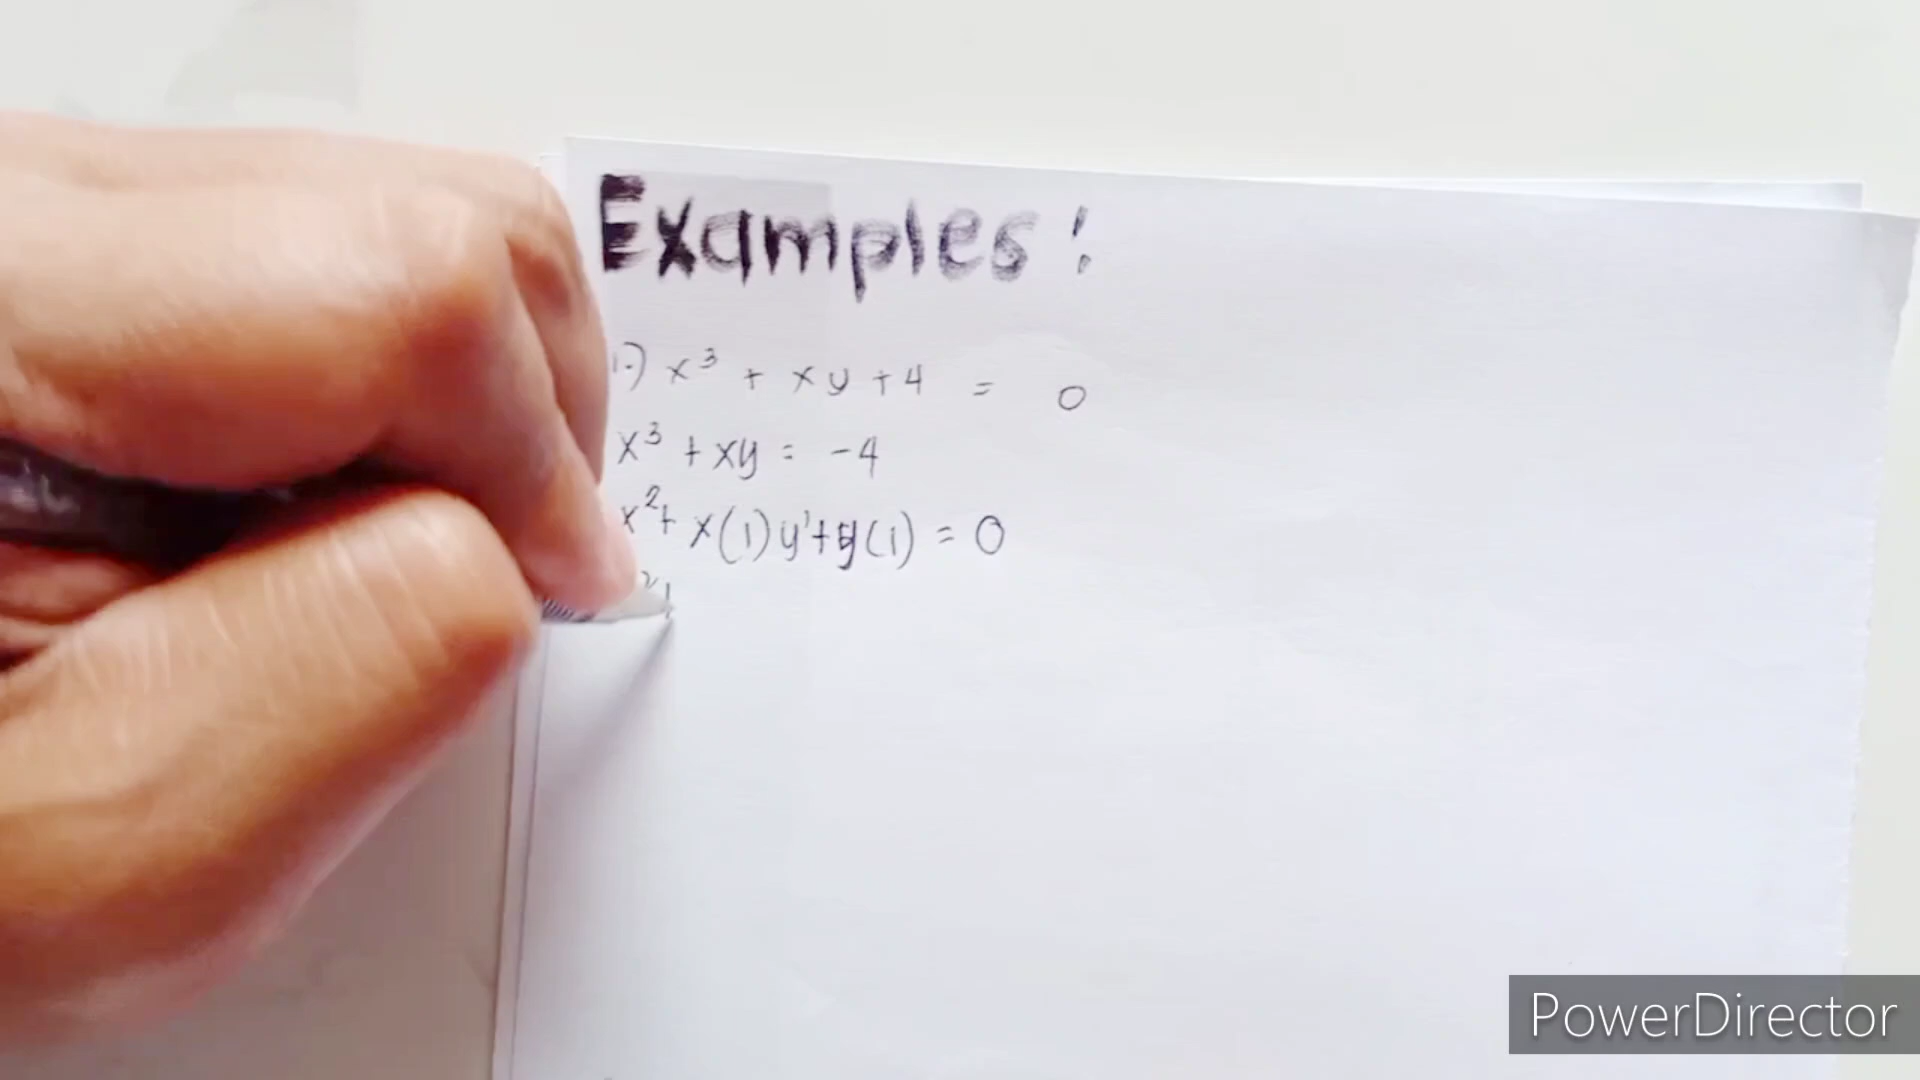 Examples:
1.) x³ + xy + 4 = 0
x³ + xy = -4
x² + x(1)y' + y(1) = 0
PowerDirector